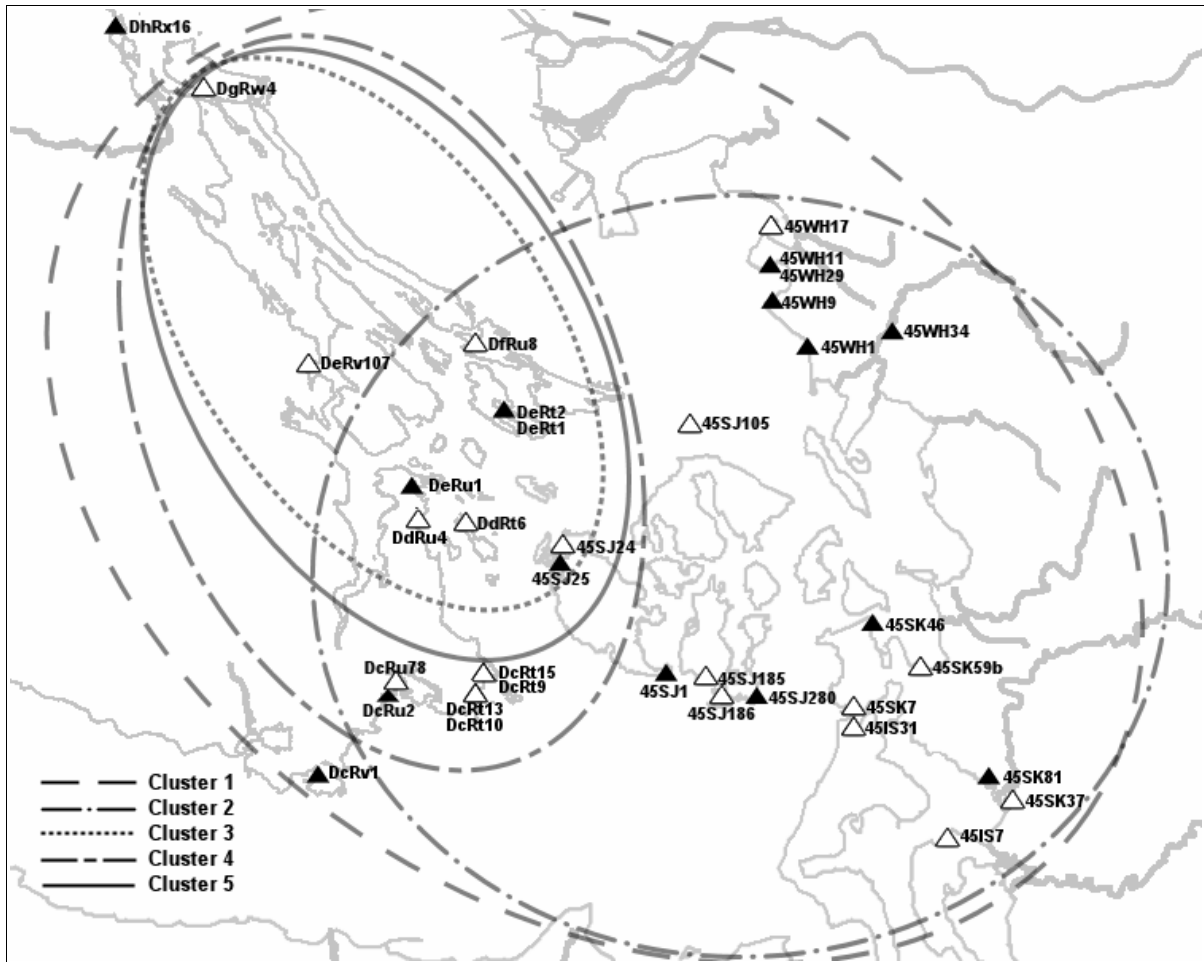 DhRx16
DgRw4
45WH17
45WH11
45WH29
45WH9
45WH34
45WH1
DfRu8
DeRv107
DeRt2
DeRt1
45SJ105
DeRu1
DdRu4
DdRt6
45SJ24
45SJ25
45SK46
45SK59b
DcRu78
DcRu2
DcRt15
DcRt9
DcRt13
DcRt10
45SJ1
45SJ185
45SJ186
45SJ280
45SK7
45IS31
DcRv1
45SK81
45SK37
45IS7
Cluster 1
Cluster 2
Cluster 3
Cluster 4
Cluster 5